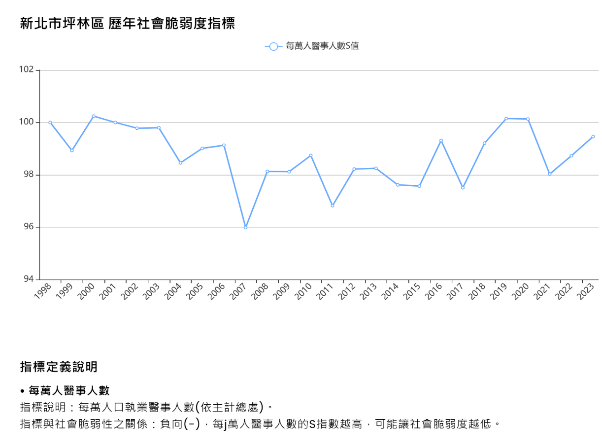 新北市坪林區 歷年社會脆弱度指標
每萬人醫事人數S值
102
100
98
96
94
1998 1999 2000 2001 2002 2003 2004 2005 2006 2007 2008 2009 2010 2011 2012 2013 2014 2015 2016 2017 2018 2019 2020 2021 2022 2023
指標定義說明
• 每萬人醫事人數
指標說明：每萬人口執業醫事人數(依主計總處)。
指標與社會脆弱性之關係：負向(-)，每j萬人醫事人數的S指數越高，可能讓社會脆弱度越低。